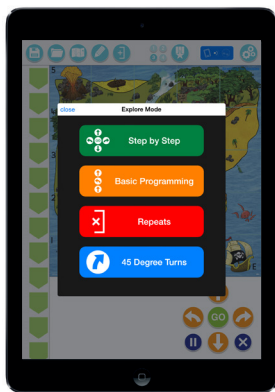 close Explore Mode
Step by Step
Basic Programming
Repeats
45 Degree Turns
GO